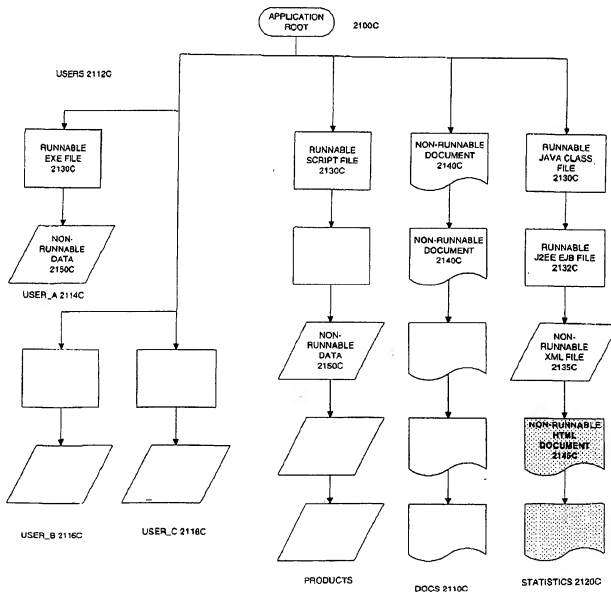 APPLICATION
ROOT
2100C
USERS 2112C
RUNNABLE
EXE FILE
2130C
RUNNABLE
SCRIPT FILE
2130C
NON-RUNNABLE
DOCUMENT
2140C
RUNNABLE
JAVA CLASS
FILE
2130C
NON-
RUNNABLE
DATA
2150C
USER_A 2114C
NON-RUNNABLE
DOCUMENT
2140C
RUNNABLE
J2EE EJB FILE
2132C
NON-
RUNNABLE
DATA
2150C
NON-
RUNNABLE
XML FILE
2135C
NON-RUNNABLE
HTML
DOCUMENT
2145C
USER_B 2116C
USER_C 2118C
PRODUCTS
DOCS 2110C
STATISTICS 2120C